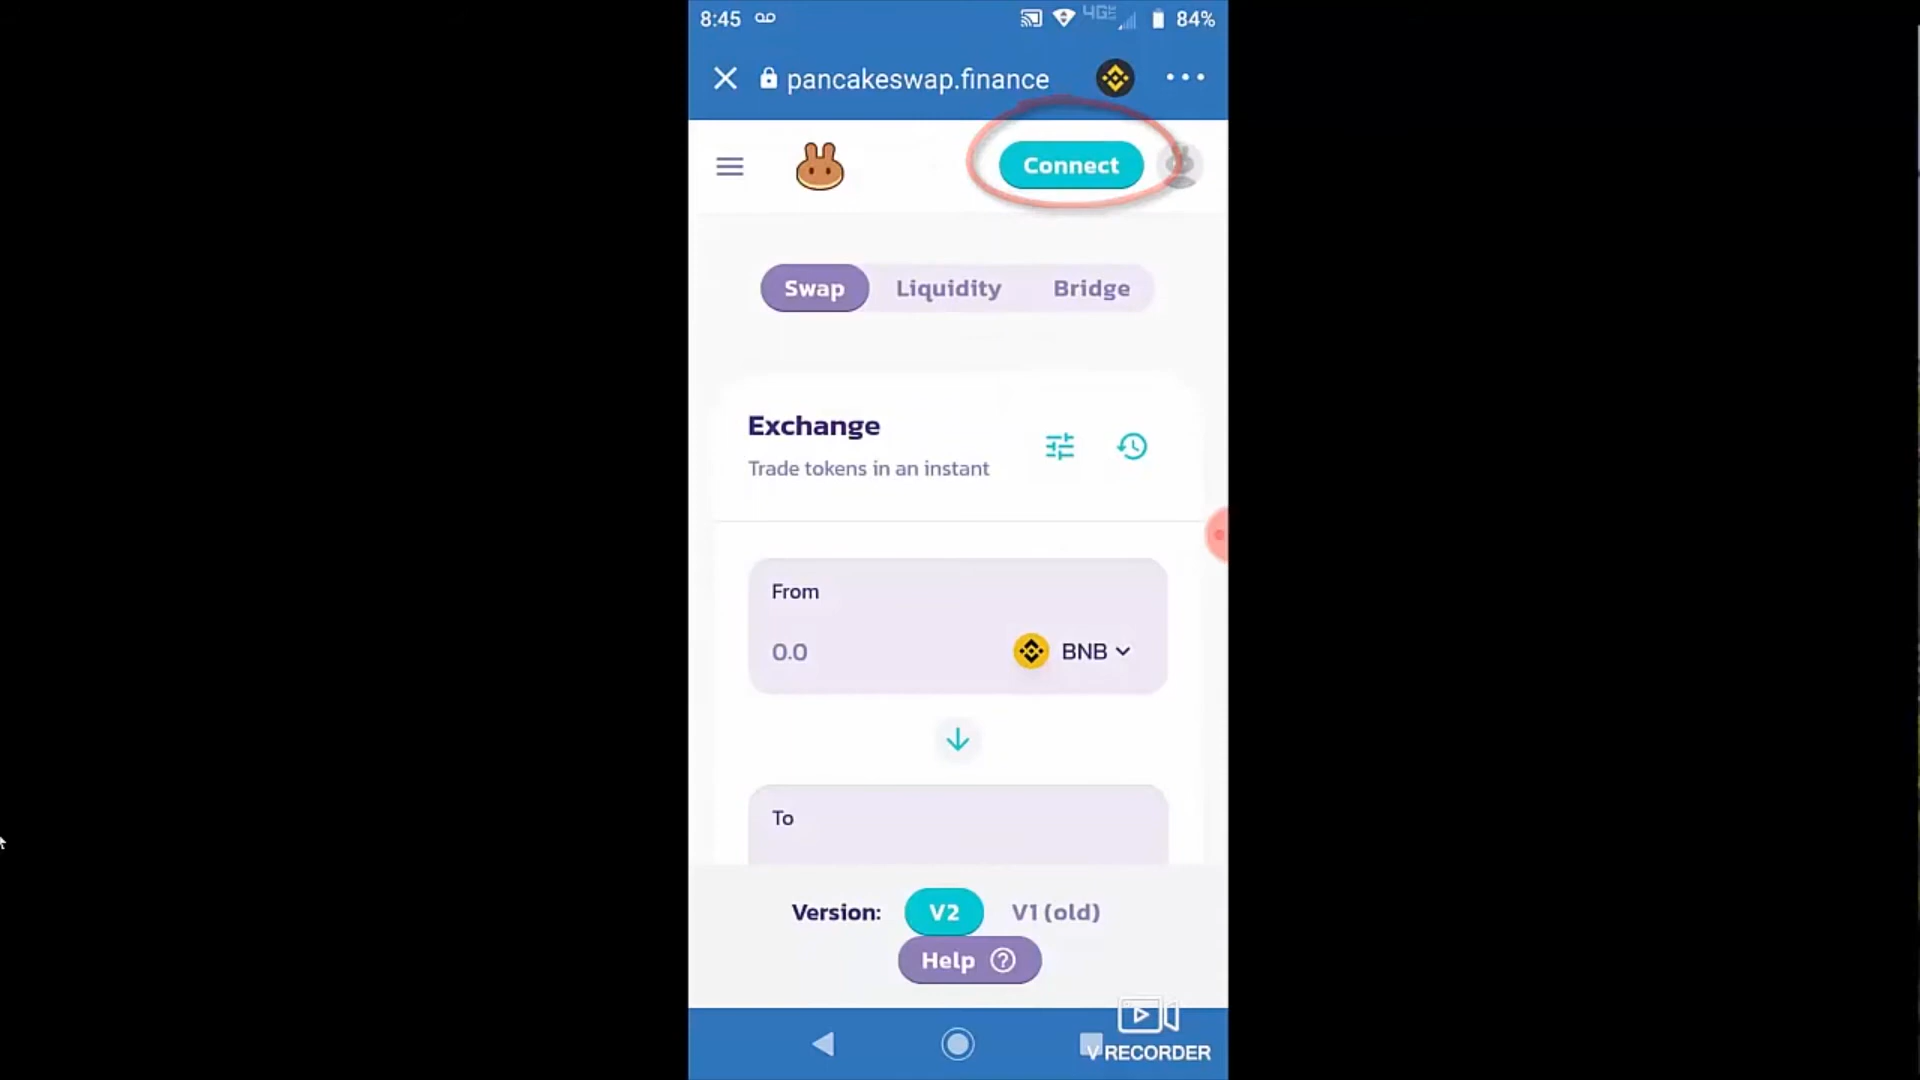 8:45
4G
84%
pancakeswap.finance
Connect
Swap
Liquidity
Bridge
Exchange
Trade tokens in an instant
From
0.0
BNB
To
Version:
V2
V1 (old)
Help ?
V RECORDER